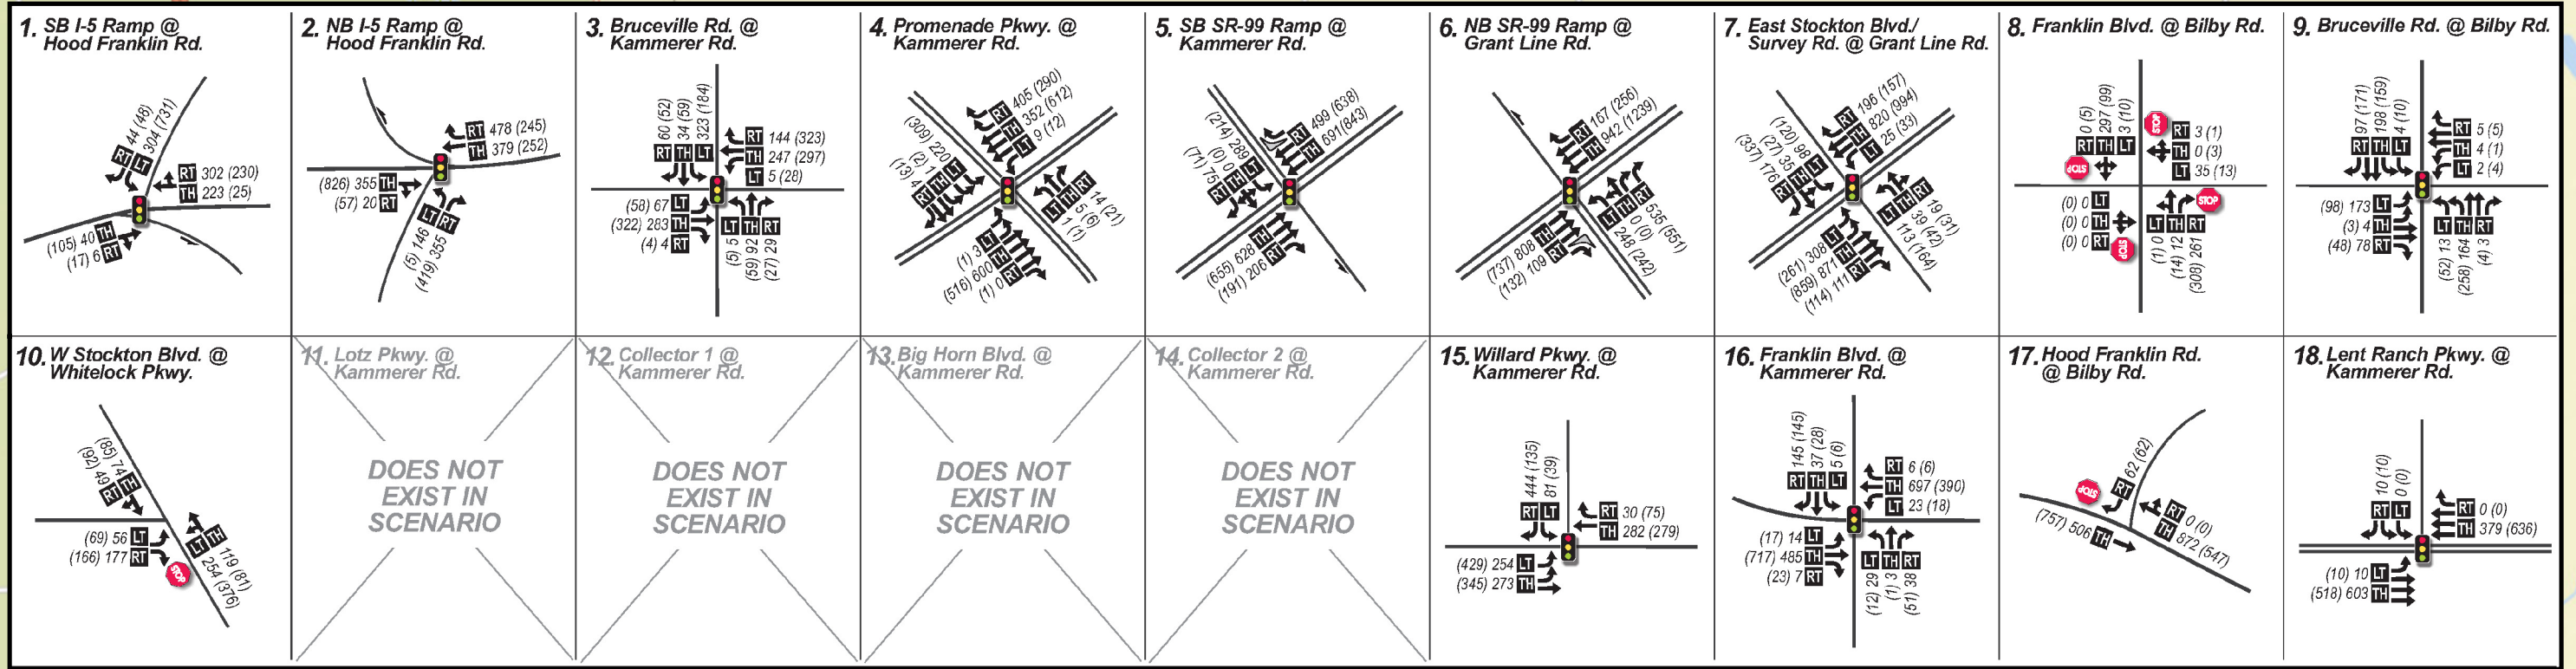 1. SB I-5 Ramp @
Hood Franklin Rd.
RT 44 (48)
LT 304 (731)
RT 302 (230)
TH 223 (25)
(105) 40 TH
(17) 6 RT
2. NB I-5 Ramp @
Hood Franklin Rd.
RT 478 (245)
TH 379 (252)
(826) 355 TH
(57) 20 RT
(5) 146 LT
(419) 355 RT
3. Bruceville Rd. @
Kammerer Rd.
RT 60 (52)
TH 34 (59)
LT 323 (184)
RT 144 (323)
TH 247 (297)
LT 5 (28)
(58) 67 LT
(322) 283 TH
(4) 4 RT
LT (5) 5
TH (59) 92
RT (27) 29
4. Promenade Pkwy. @
Kammerer Rd.
RT 405 (290)
TH 352 (612)
LT 9 (12)
(309) 220 LT
(2) 1 TH
(13) 4 RT
RT 14 (21)
TH 5 (6)
LT 1 (1)
(1) 3 LT
(516) 600 TH
(1) 0 RT
5. SB SR-99 Ramp @
Kammerer Rd.
RT 499 (638)
TH 691(843)
(214) 289 LT
(0) 0 TH
(71) 75 RT
(655) 628 TH
(191) 206 RT
6. NB SR-99 Ramp @
Grant Line Rd.
RT 167 (256)
TH 942 (1239)
RT 535 (551)
TH 0 (0)
LT 248 (242)
(737) 808 TH
(132) 109 RT
7. East Stockton Blvd./
Survey Rd. @ Grant Line Rd.
RT 196 (157)
TH 820 (994)
LT 25 (33)
(120) 98 LT
(27) 35 TH
(337) 176 RT
RT 19 (31)
TH 39 (42)
LT 113 (164)
(261) 308 LT
(859) 871 TH
(114) 111 RT
8. Franklin Blvd. @ Bilby Rd.
RT 0 (5)
TH 297 (99)
LT 3 (10)
STOP
STOP
RT 3 (1)
TH 0 (3)
LT 35 (13)
(0) 0 LT
(0) 0 TH
(0) 0 RT
STOP
STOP
LT (1) 0
TH (14) 12
RT (308) 261
9. Bruceville Rd. @ Bilby Rd.
RT 97 (171)
TH 198 (159)
LT 4 (10)
RT 5 (5)
TH 4 (1)
LT 2 (4)
(98) 173 LT
(3) 4 TH
(48) 78 RT
LT (52) 13
TH (258) 164
RT (4) 3
10. W Stockton Blvd. @
Whitelock Pkwy.
(85) 74 TH
(92) 49 RT
(69) 56 LT
(166) 177 RT
STOP
TH 119 (81)
LT 254 (376)
11. Lotz Pkwy. @
Kammerer Rd.
DOES NOT
EXIST IN
SCENARIO
12. Collector 1 @
Kammerer Rd.
DOES NOT
EXIST IN
SCENARIO
13. Big Horn Blvd. @
Kammerer Rd.
DOES NOT
EXIST IN
SCENARIO
14. Collector 2 @
Kammerer Rd.
DOES NOT
EXIST IN
SCENARIO
15. Willard Pkwy. @
Kammerer Rd.
RT 444 (135)
LT 81 (39)
RT 30 (75)
TH 282 (279)
(429) 254 LT
(345) 273 TH
16. Franklin Blvd. @
Kammerer Rd.
RT 145 (145)
TH 37 (28)
LT 5 (6)
RT 6 (6)
TH 697 (390)
LT 23 (18)
(17) 14 LT
(717) 485 TH
(23) 7 RT
LT (12) 29
TH (1) 3
RT (51) 38
17. Hood Franklin Rd.
@ Bilby Rd.
STOP
RT 62 (62)
(757) 506 TH
RT 0 (0)
TH 872 (547)
18. Lent Ranch Pkwy. @
Kammerer Rd.
RT 10 (10)
LT 0 (0)
RT 0 (0)
TH 379 (636)
(10) 10 LT
(518) 603 TH